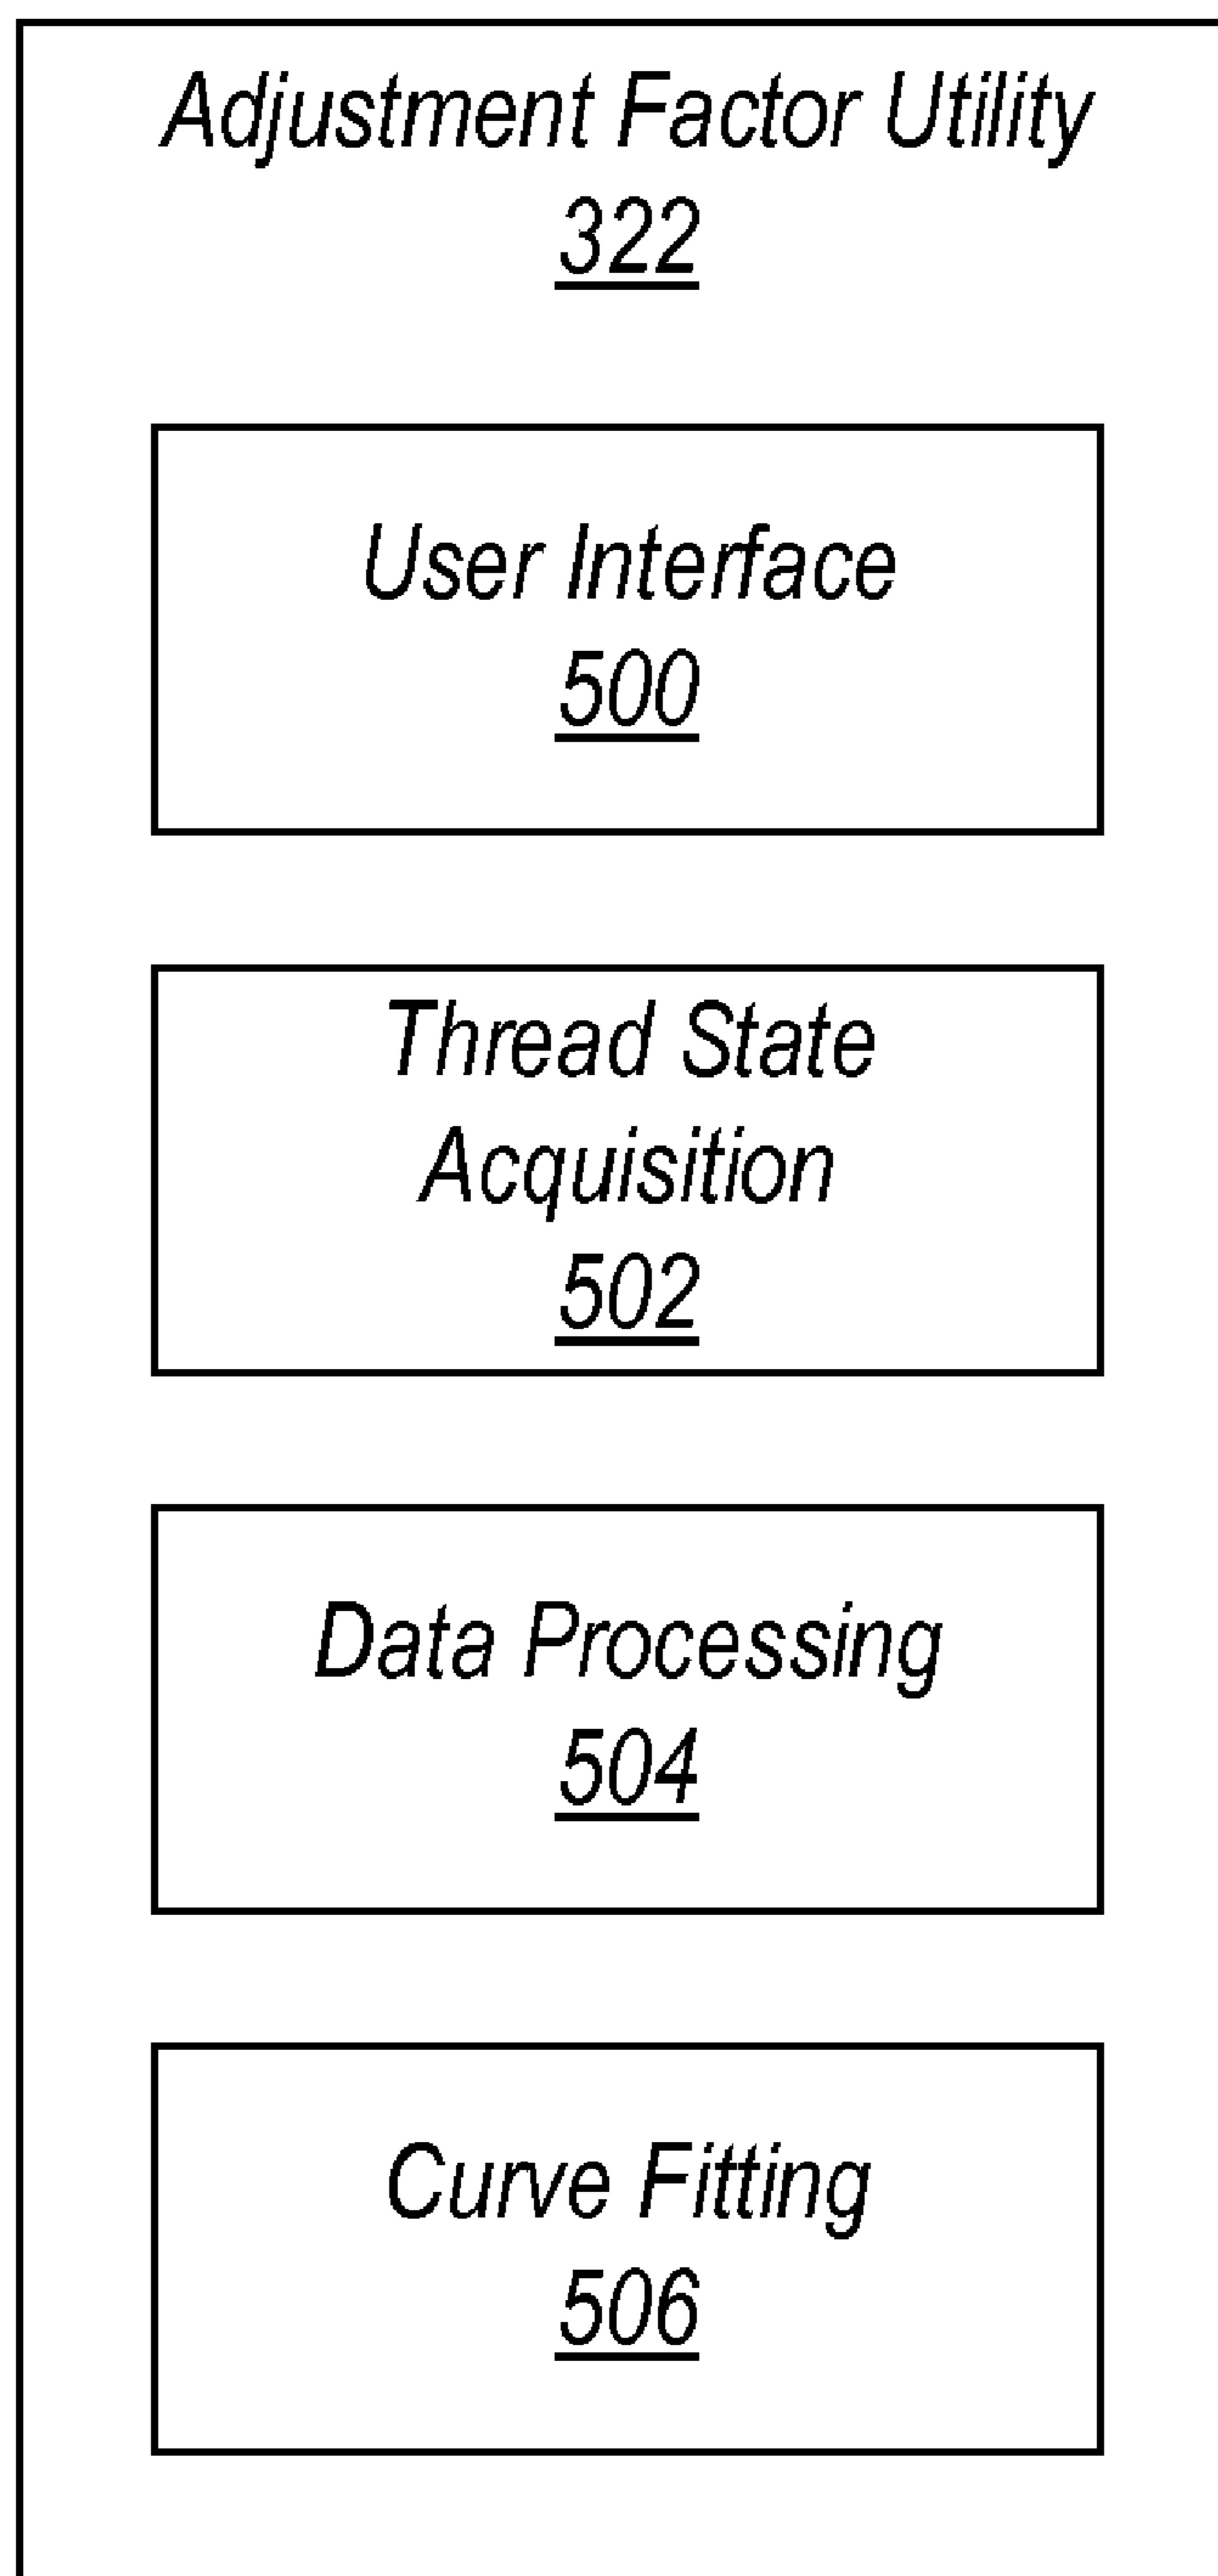 Adjustment Factor Utility
322
User Interface
500
Thread State
Acquisition
502
Data Processing
504
Curve Fitting
506